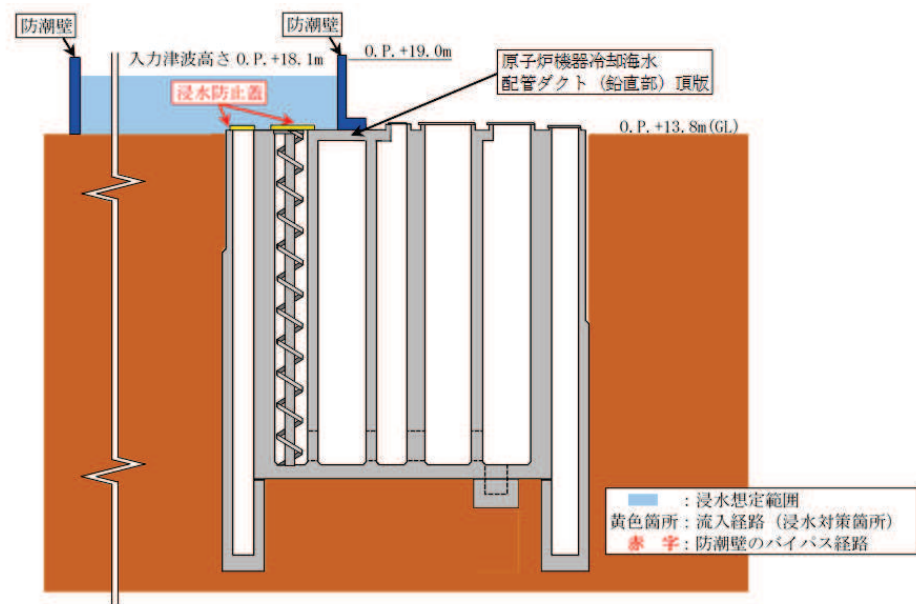 防潮壁
防潮壁
入力津波高さ O.P.+18.1m
O.P.+19.0m
原子炉機器冷却海水
配管ダクト（鉛直部）頂版
浸水防止蓋
O.P.+13.8m(GL)
：浸水想定範囲
黄色箇所：流入経路（浸水対策箇所）
赤　字：防潮壁のバイパス経路